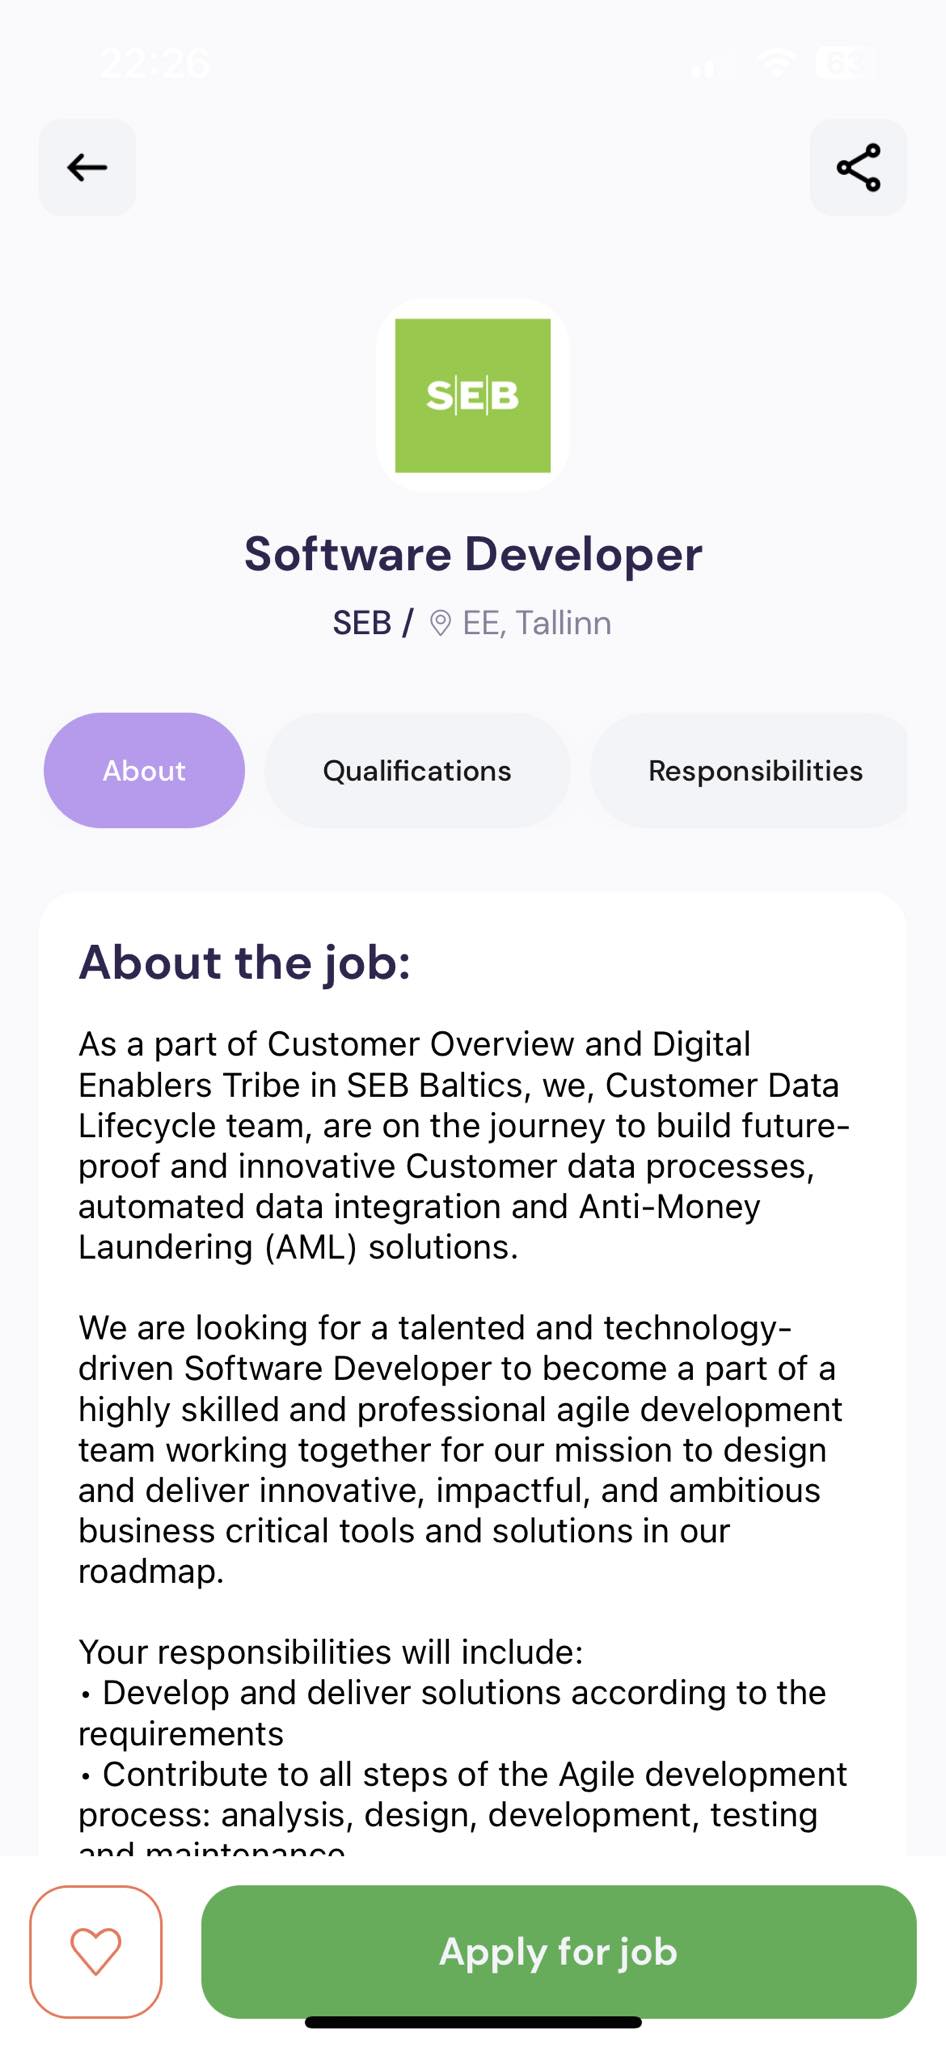 22:26
SEB
Software Developer
SEB / EE, Tallinn
About
Qualifications
Responsibilities
About the job:
As a part of Customer Overview and Digital
Enablers Tribe in SEB Baltics, we, Customer Data
Lifecycle team, are on the journey to build future-
proof and innovative Customer data processes,
automated data integration and Anti-Money
Laundering (AML) solutions.
We are looking for a talented and technology-
driven Software Developer to become a part of a
highly skilled and professional agile development
team working together for our mission to design
and deliver innovative, impactful, and ambitious
business critical tools and solutions in our
roadmap.
Your responsibilities will include:
• Develop and deliver solutions according to the
requirements
• Contribute to all steps of the Agile development
process: analysis, design, development, testing
and maintenance
Apply for job